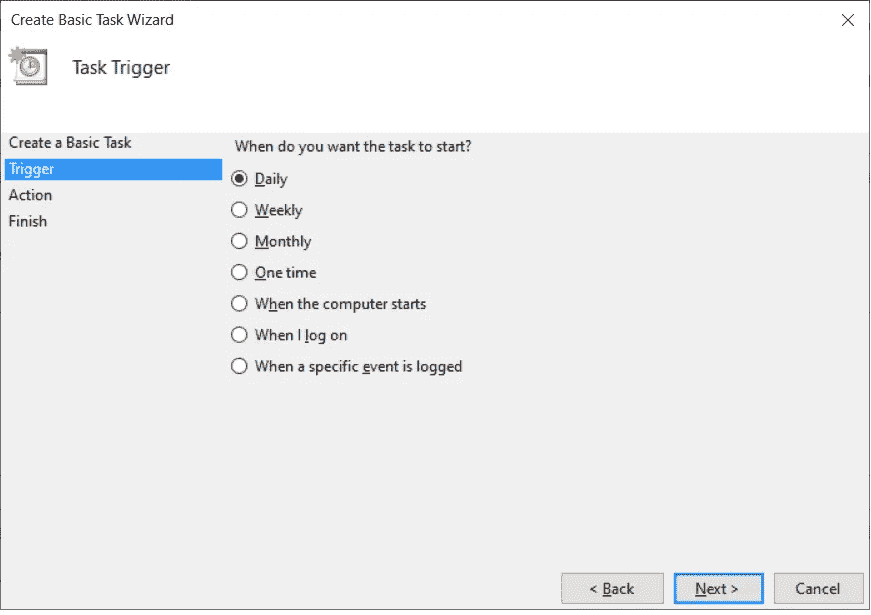 Create Basic Task Wizard
Task Trigger
Create a Basic Task
Trigger
Action
Finish
When do you want the task to start?
Daily
Weekly
Monthly
One time
When the computer starts
When I log on
When a specific event is logged
< Back
Next >
Cancel